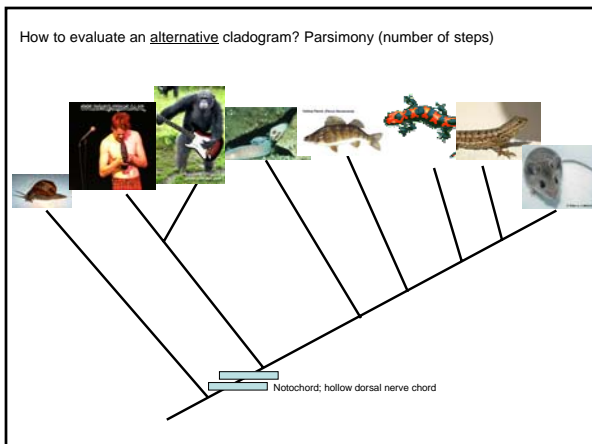 How to evaluate an alternative cladogram? Parsimony (number of steps)
Notochord; hollow dorsal nerve chord